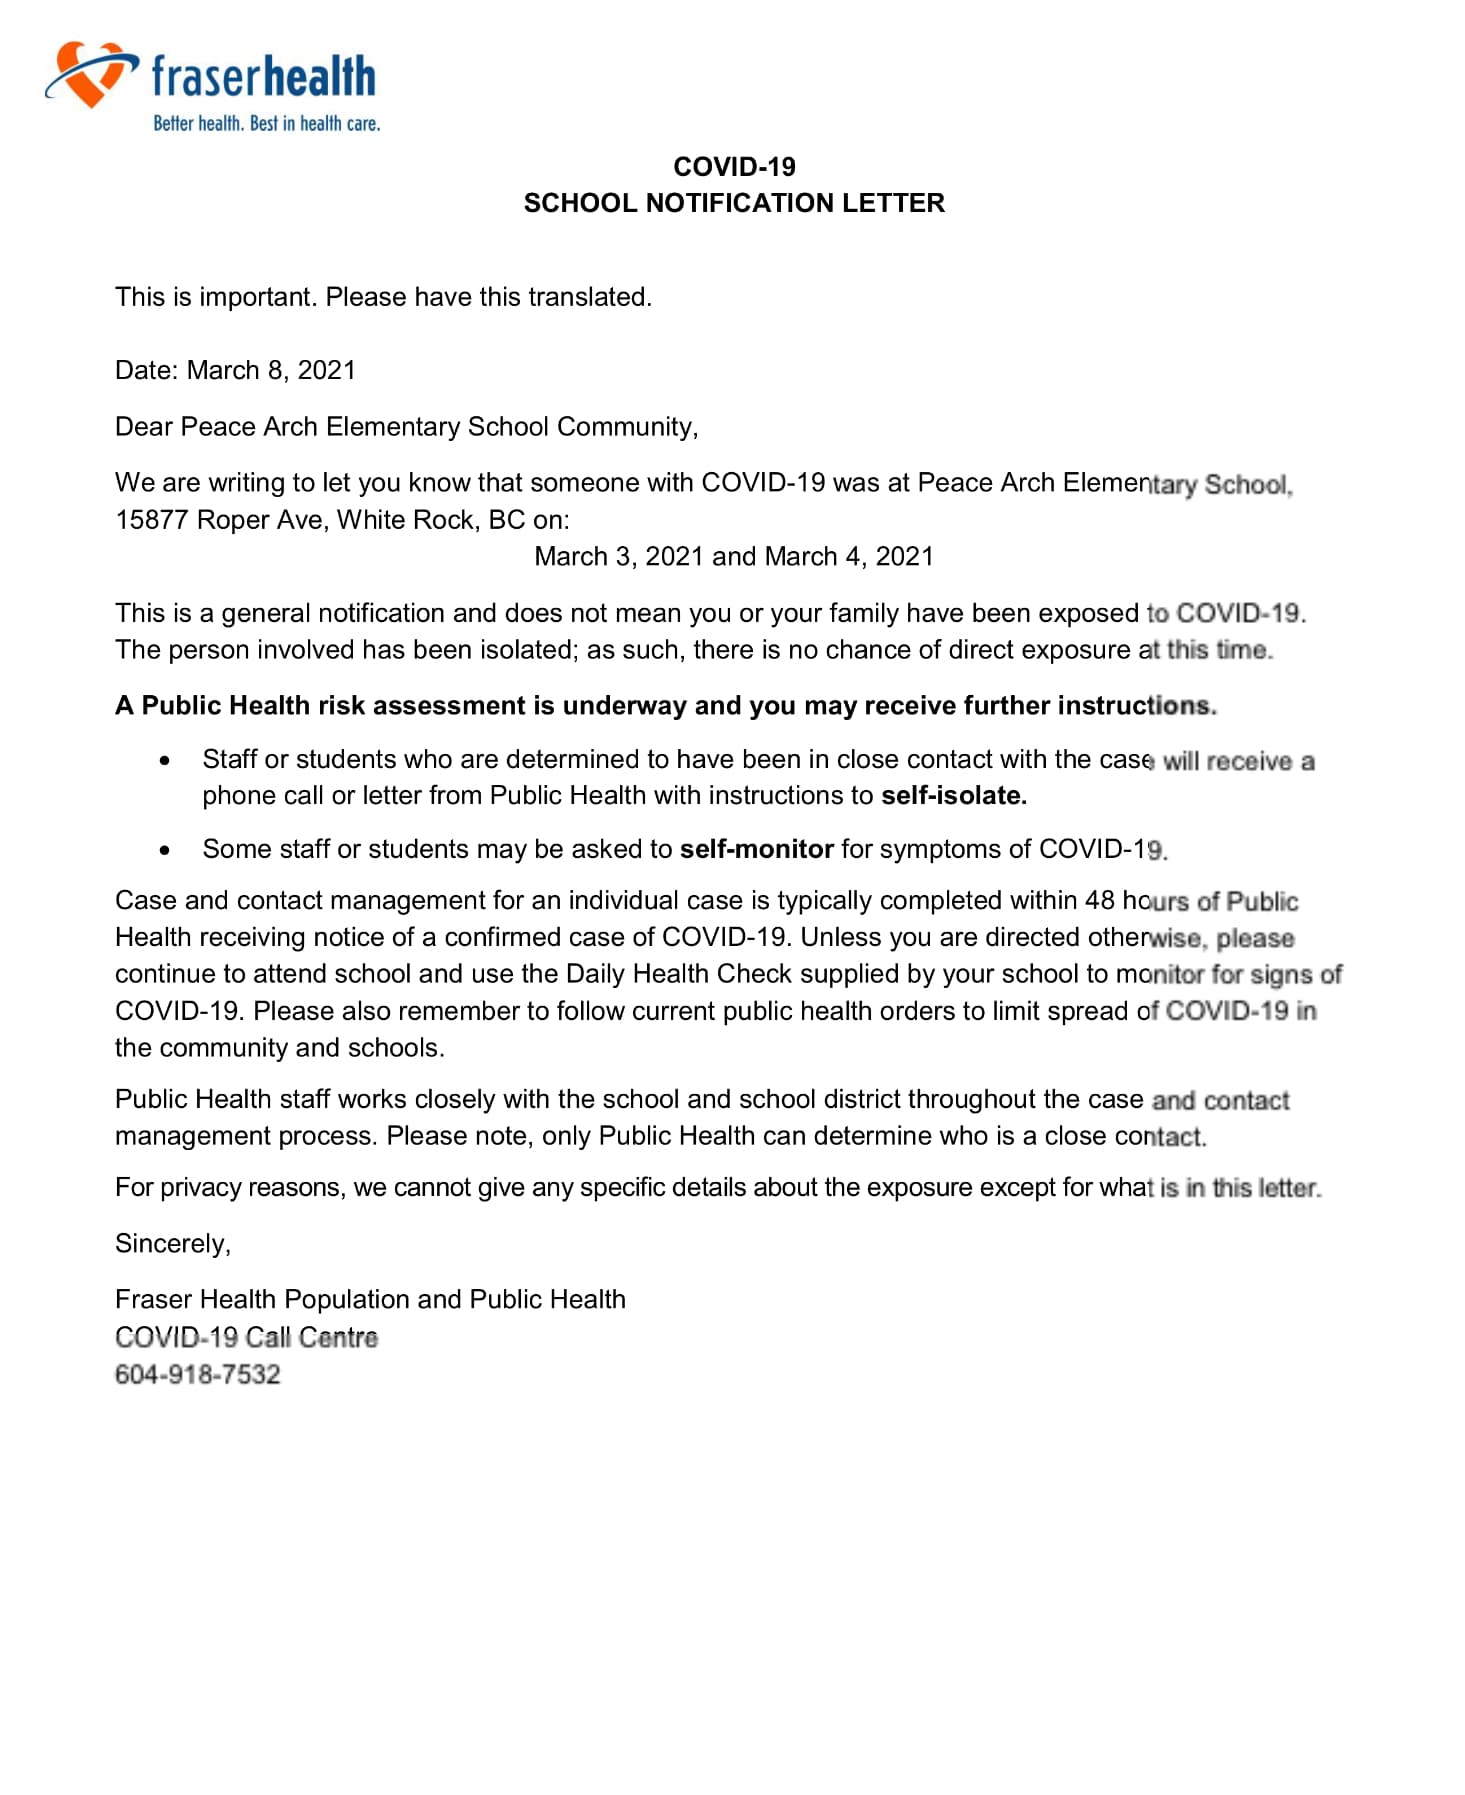 fraserhealth
Better health. Best in health care.
COVID-19
SCHOOL NOTIFICATION LETTER
This is important. Please have this translated.
Date: March 8, 2021
Dear Peace Arch Elementary School Community,
We are writing to let you know that someone with COVID-19 was at Peace Arch Elementary School,
15877 Roper Ave, White Rock, BC on:
March 3, 2021 and March 4, 2021
This is a general notification and does not mean you or your family have been exposed to COVID-19.
The person involved has been isolated; as such, there is no chance of direct exposure at this time.
A Public Health risk assessment is underway and you may receive further instructions.
• Staff or students who are determined to have been in close contact with the case will receive a
phone call or letter from Public Health with instructions to self-isolate.
• Some staff or students may be asked to self-monitor for symptoms of COVID-19.
Case and contact management for an individual case is typically completed within 48 hours of Public
Health receiving notice of a confirmed case of COVID-19. Unless you are directed otherwise, please
continue to attend school and use the Daily Health Check supplied by your school to monitor for signs of
COVID-19. Please also remember to follow current public health orders to limit spread of COVID-19 in
the community and schools.
Public Health staff works closely with the school and school district throughout the case and contact
management process. Please note, only Public Health can determine who is a close contact.
For privacy reasons, we cannot give any specific details about the exposure except for what is in this letter.
Sincerely,
Fraser Health Population and Public Health
COVID-19 Call Centre
604-918-7532